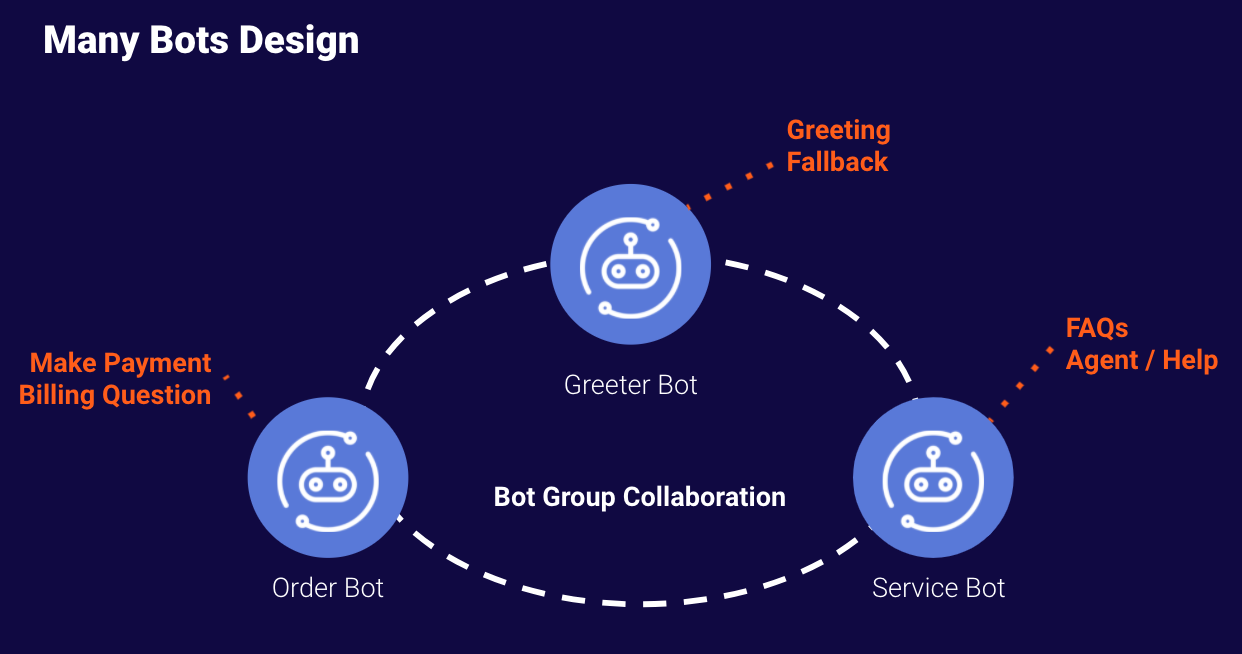 Many Bots Design
Greeting
Fallback
FAQs
Agent / Help
Make Payment
Billing Question
Greeter Bot
Bot Group Collaboration
Order Bot
Service Bot